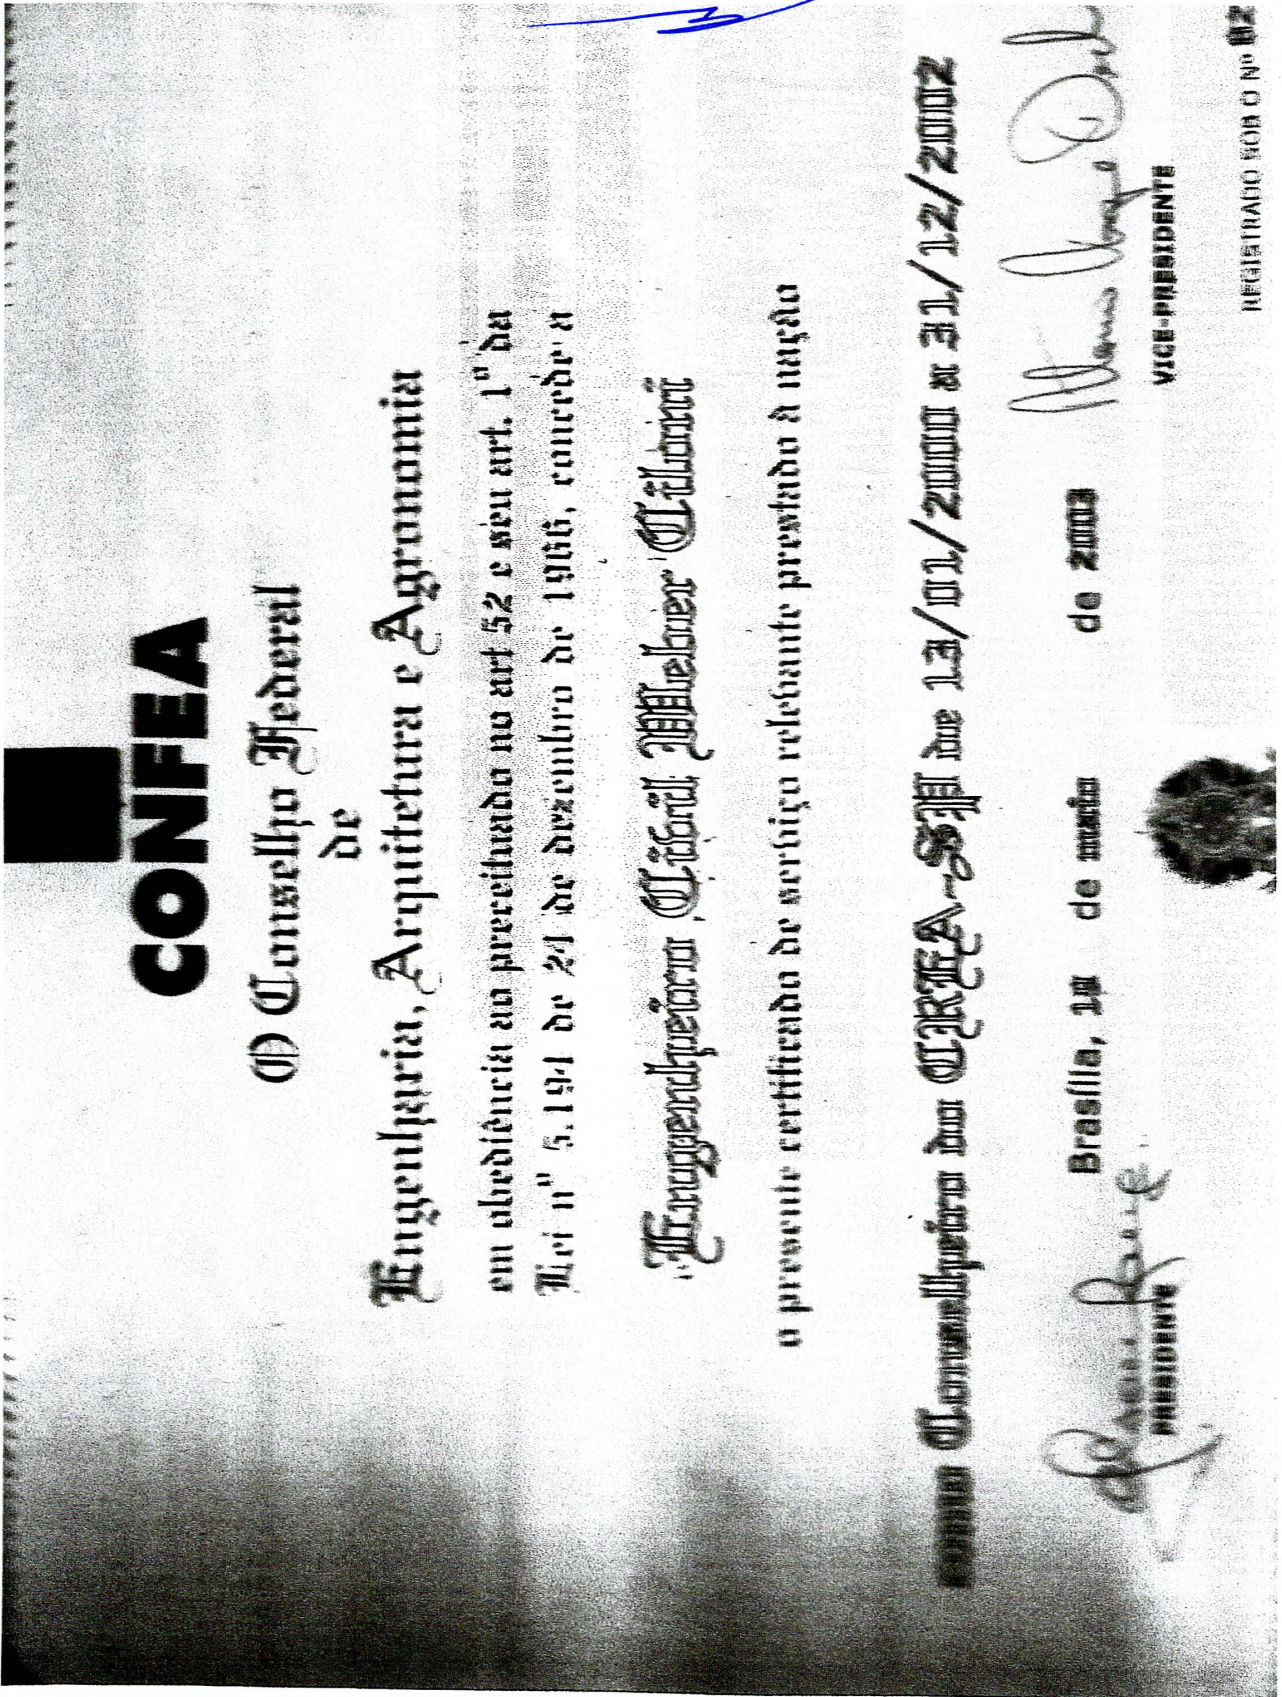 CONFEA
O Conselho Federal
de
Engenharia, Arquitetura e Agronomia
em obediência ao preceituado no art 52 e seu art. 1º da
Lei nº 5.194 de 24 de dezembro de 1966, concede a
Engenheiro Civil Weber Ciloni
o presente certificado de serviço relevante prestado à nação
como Conselheiro do CREA-SP de 13/01/2000 a 31/12/2002
Brasília, de maio de 2003
PRESIDENTE
VICE-PRESIDENTE
REGISTRADO SOB O Nº